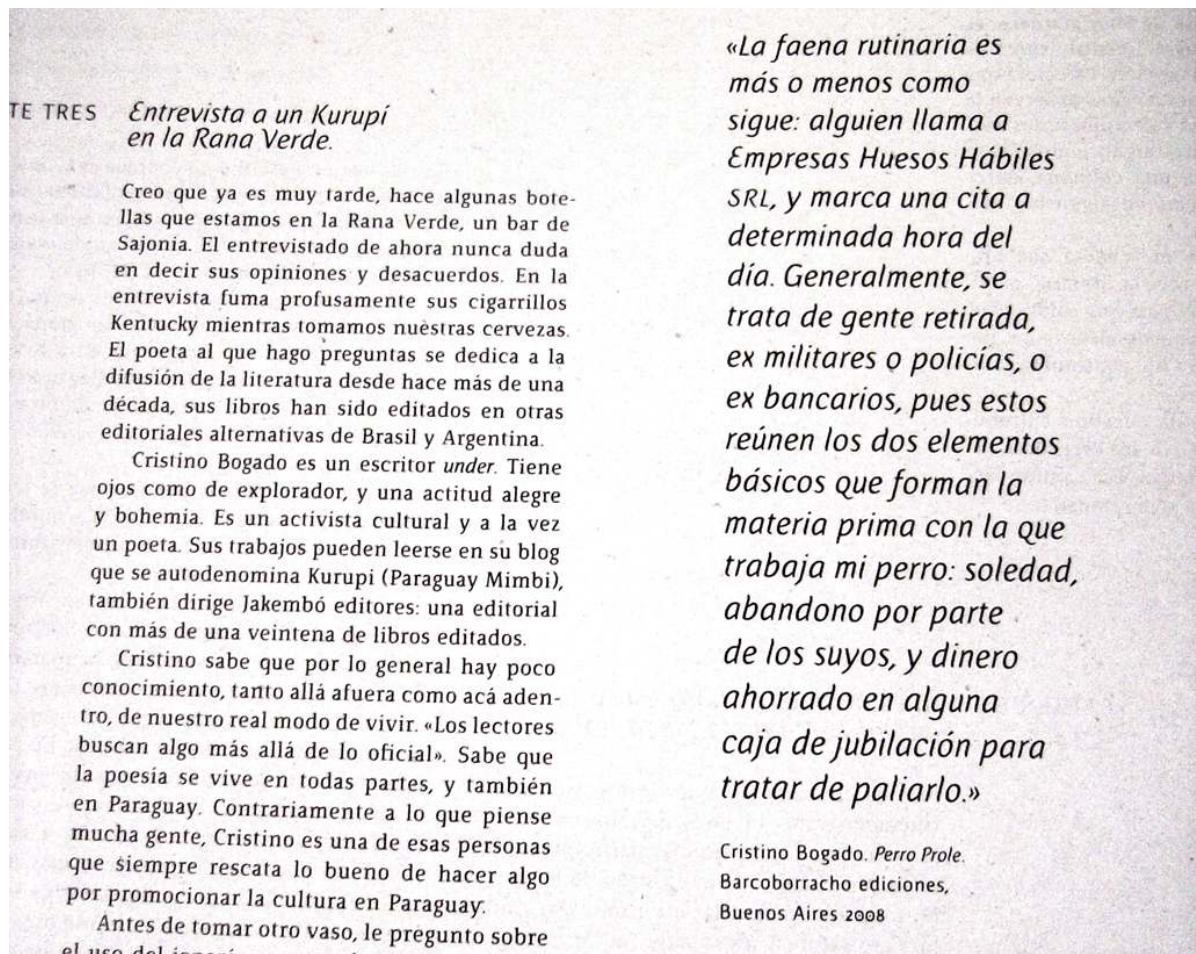 TE TRES
Entrevista a un Kurupí
en la Rana Verde.
Creo que ya es muy tarde, hace algunas bote-
llas que estamos en la Rana Verde, un bar de
Sajonia. El entrevistado de ahora nunca duda
en decir sus opiniones y desacuerdos. En la
entrevista fuma profusamente sus cigarrillos
Kentucky mientras tomamos nuestras cervezas.
El poeta al que hago preguntas se dedica a la
difusión de la literatura desde hace más de una
década, sus libros han sido editados en otras
editoriales alternativas de Brasil y Argentina.
Cristino Bogado es un escritor under. Tiene
ojos como de explorador, y una actitud alegre
y bohemia. Es un activista cultural y a la vez
un poeta. Sus trabajos pueden leerse en su blog
que se autodenomina Kurupi (Paraguay Mimbi),
también dirige Jakembó editores: una editorial
con más de una veintena de libros editados.
Cristino sabe que por lo general hay poco
conocimiento, tanto allá afuera como acá aden-
tro, de nuestro real modo de vivir. «Los lectores
buscan algo más allá de lo oficial». Sabe que
la poesía se vive en todas partes, y también
en Paraguay. Contrariamente a lo que piense
mucha gente, Cristino es una de esas personas
que siempre rescata lo bueno de hacer algo
por promocionar la cultura en Paraguay.
Antes de tomar otro vaso, le pregunto sobre
el uso del
«La faena rutinaria es
más o menos como
sigue: alguien llama a
Empresas Huesos Hábiles
SRL, y marca una cita a
determinada hora del
día. Generalmente, se
trata de gente retirada,
ex militares o policías, o
ex bancarios, pues estos
reúnen los dos elementos
básicos que forman la
materia prima con la que
trabaja mi perro: soledad,
abandono por parte
de los suyos, y dinero
ahorrado en alguna
caja de jubilación para
tratar de paliarlo.»
Cristino Bogado. Perro Prole.
Barcoborracho ediciones,
Buenos Aires 2008